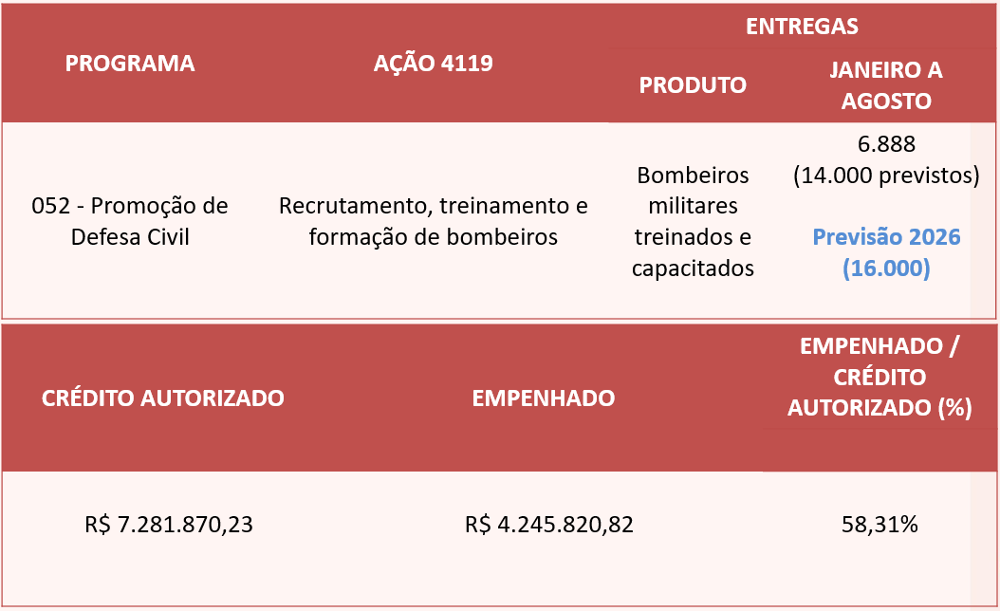 PROGRAMA
AÇÃO 4119
ENTREGAS
PRODUTO
JANEIRO A
AGOSTO
052 - Promoção de
Defesa Civil
Recrutamento, treinamento e
formação de bombeiros
Bombeiros
militares
treinados e
capacitados
6.888
(14.000 previstos)
Previsão 2026
(16.000)
CRÉDITO AUTORIZADO
EMPENHADO
EMPENHADO /
CRÉDITO
AUTORIZADO (%)
R$ 7.281.870,23
R$ 4.245.820,82
58,31%